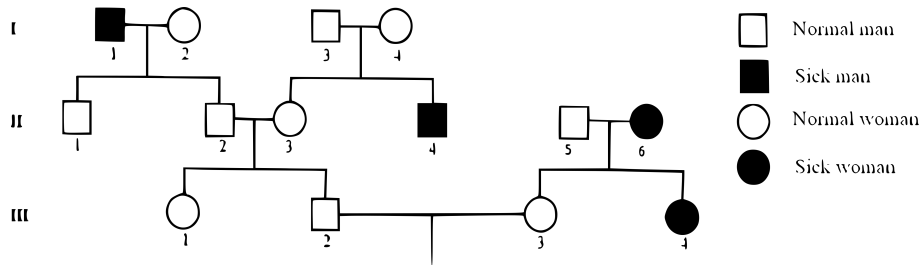 I
1 2 3 4
Normal man
Sick man
II
1 2 3 4 5 6
Normal woman
Sick woman
III
1 2 3 4